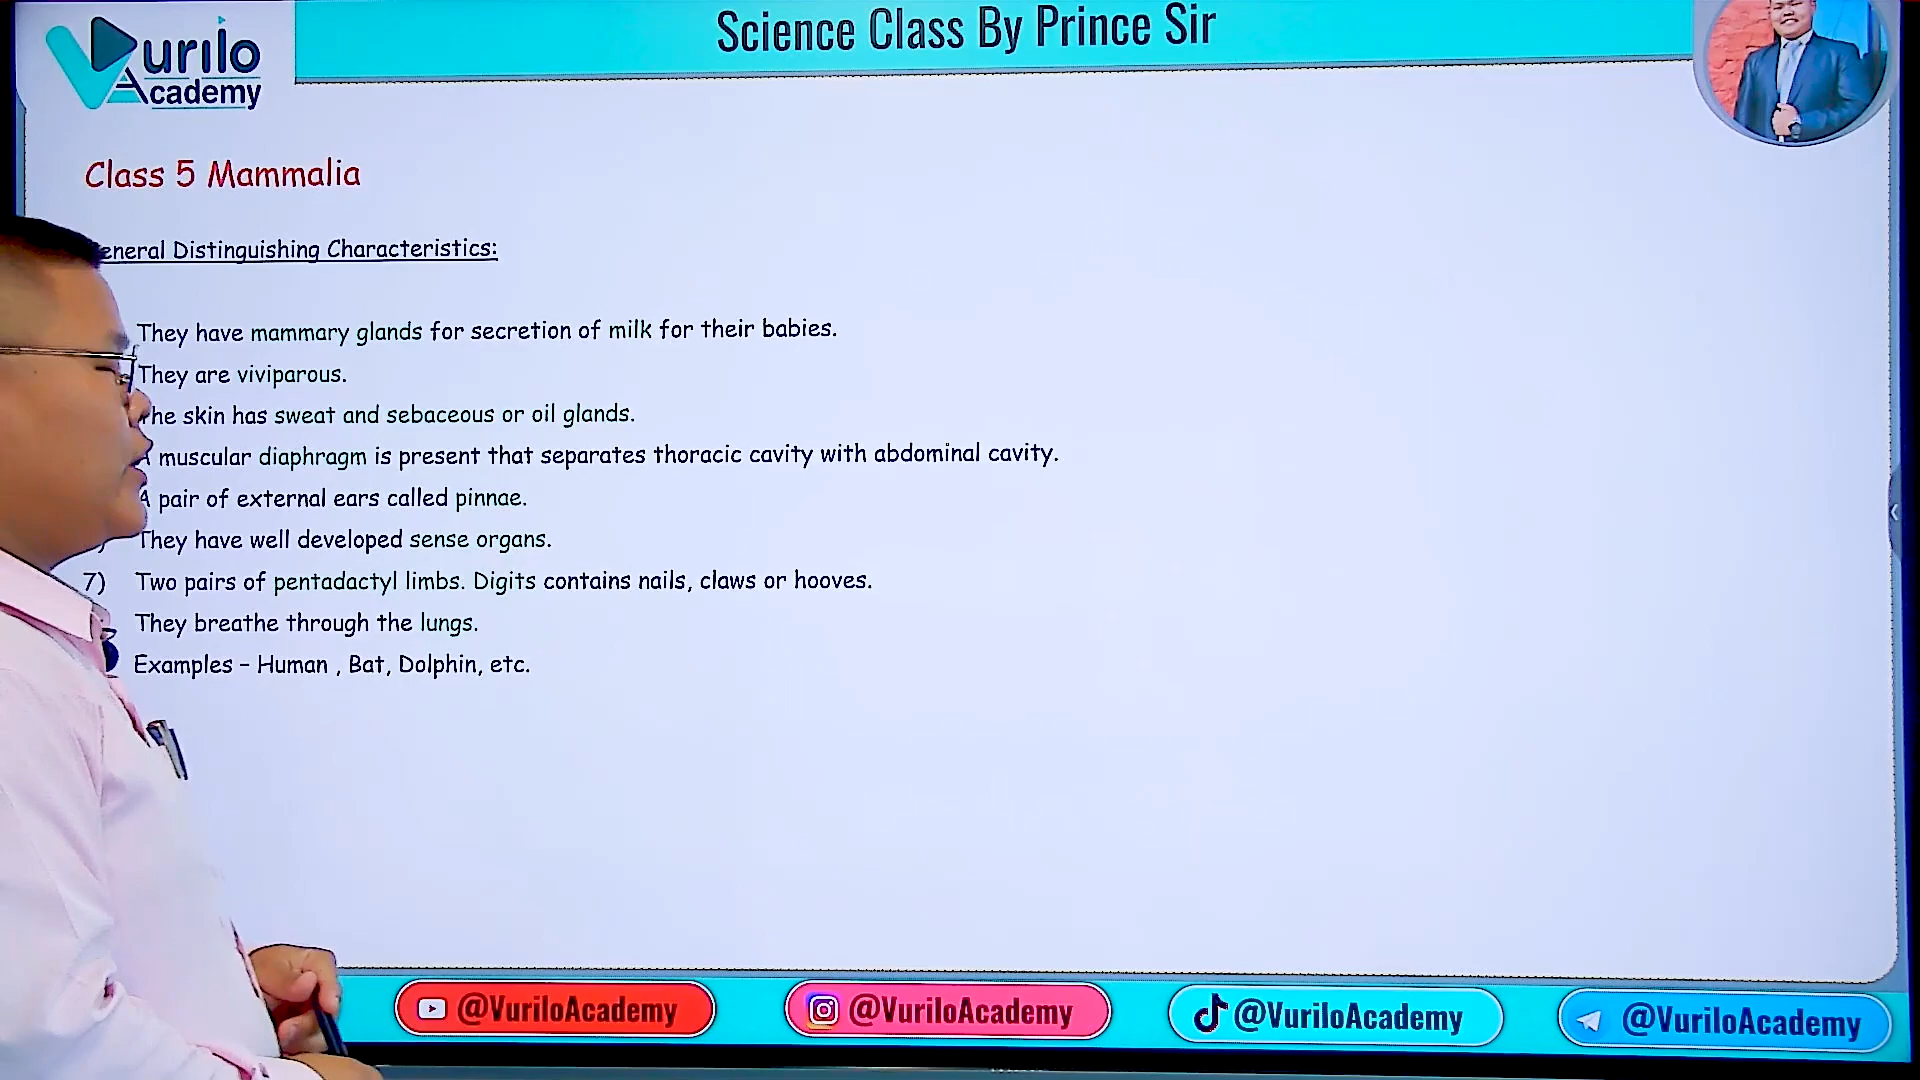 Science Class By Prince Sir
Vurilo
Academy
Class 5 Mammalia
Distinguishing Characteristics:
They have mammary glands for secretion of milk for their babies.
They are viviparous.
skin has sweat and sebaceous or oil glands.
A muscular diaphragm is present that separates thoracic cavity with abdominal cavity.
A pair of external ears called pinnae.
They have well developed sense organs.
7) Two pairs of pentadactyl limbs. Digits contains nails, claws or hooves.
They breathe through the lungs.
Examples – Human , Bat, Dolphin, etc.
@VuriloAcademy @VuriloAcademy @VuriloAcademy @VuriloAcademy